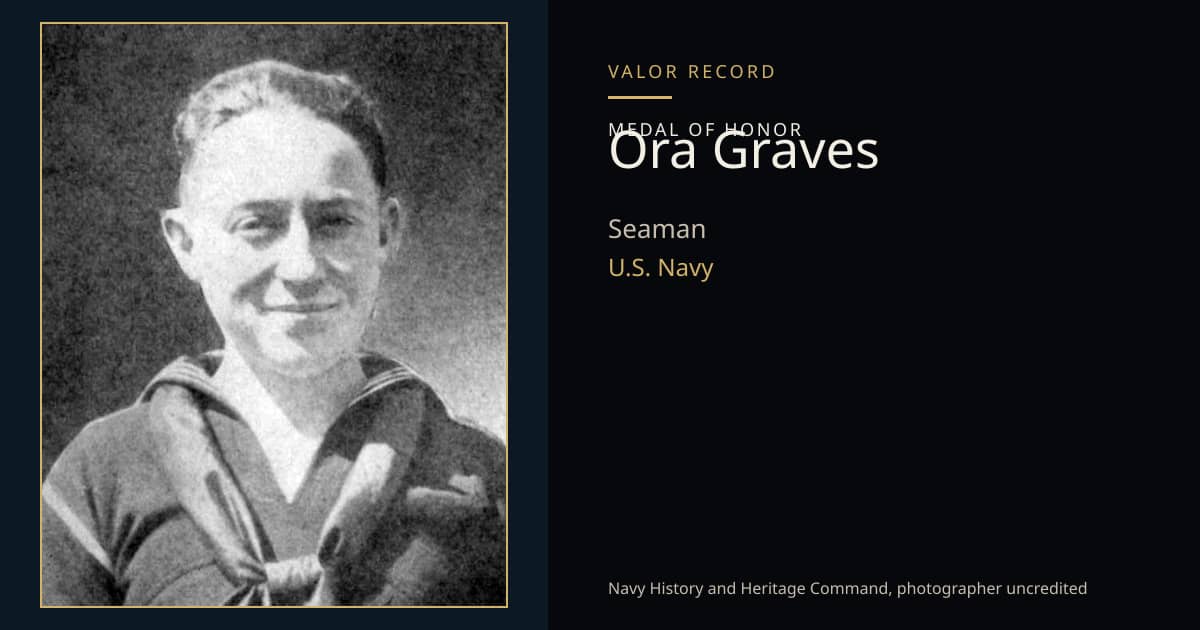 VALOR RECORD
MEDAL OF HONOR
Ora Graves
Seaman
U.S. Navy
Navy History and Heritage Command, photographer uncredited